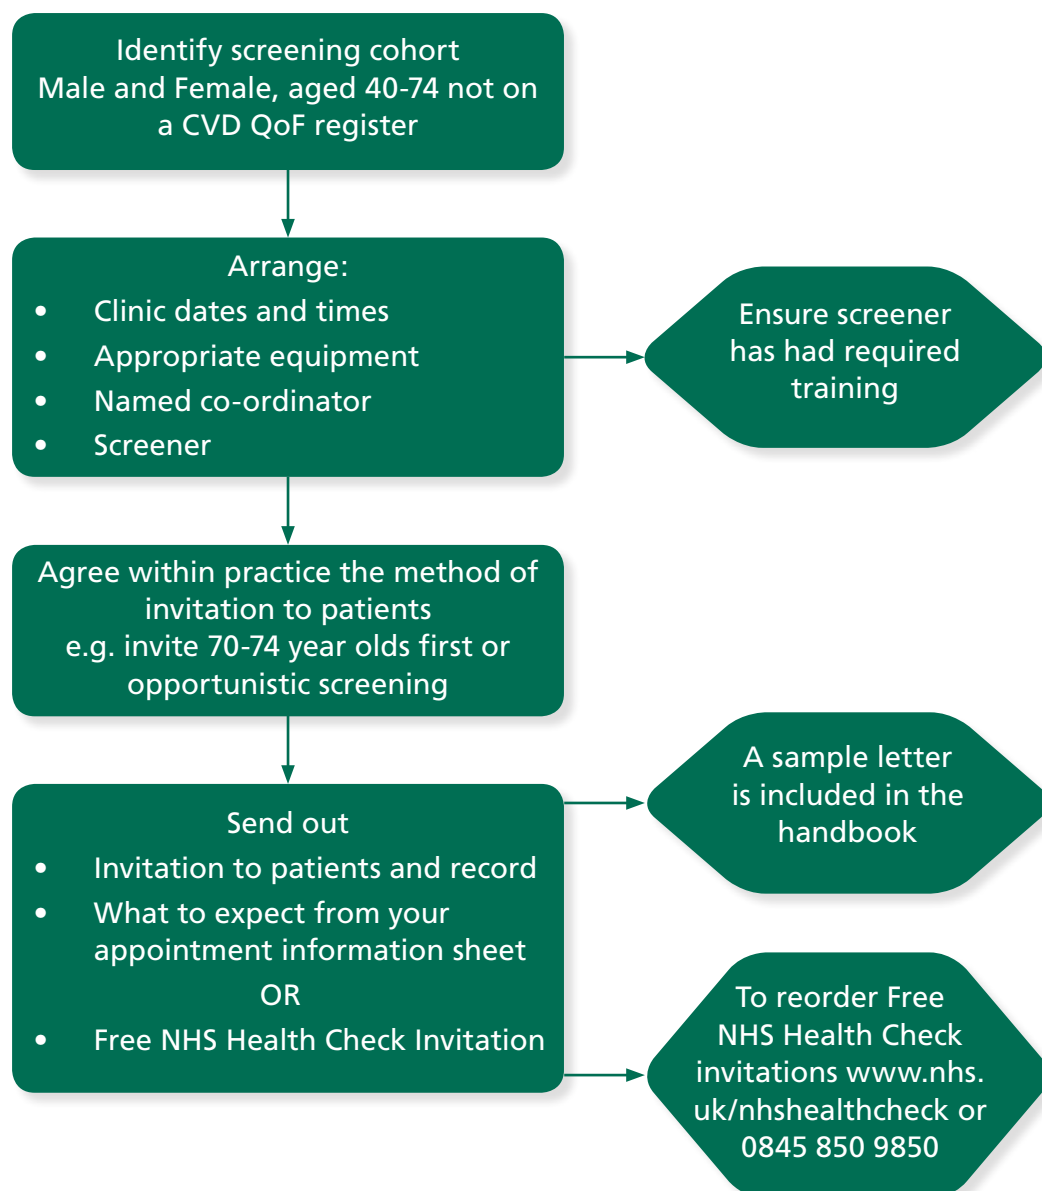 Identify screening cohort
Male and Female, aged 40-74 not on
a CVD QoF register
Arrange:
• Clinic dates and times
• Appropriate equipment
• Named co-ordinator
• Screener
Ensure screener
has had required
training
Agree within practice the method of
invitation to patients
e.g. invite 70-74 year olds first or
opportunistic screening
Send out
• Invitation to patients and record
• What to expect from your
appointment information sheet
OR
• Free NHS Health Check Invitation
A sample letter
is included in the
handbook
To reorder Free
NHS Health Check
invitations www.nhs.
uk/nhshealthcheck or
0845 850 9850